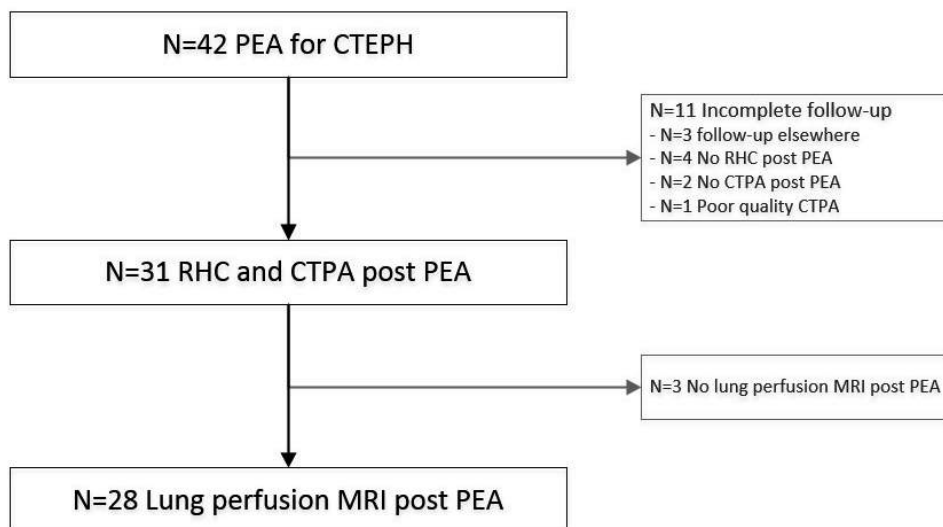 N=42 PEA for CTEPH
N=11 Incomplete follow-up
- N=3 follow-up elsewhere
- N=4 No RHC post PEA
- N=2 No CTPA post PEA
- N=1 Poor quality CTPA
N=31 RHC and CTPA post PEA
N=3 No lung perfusion MRI post PEA
N=28 Lung perfusion MRI post PEA